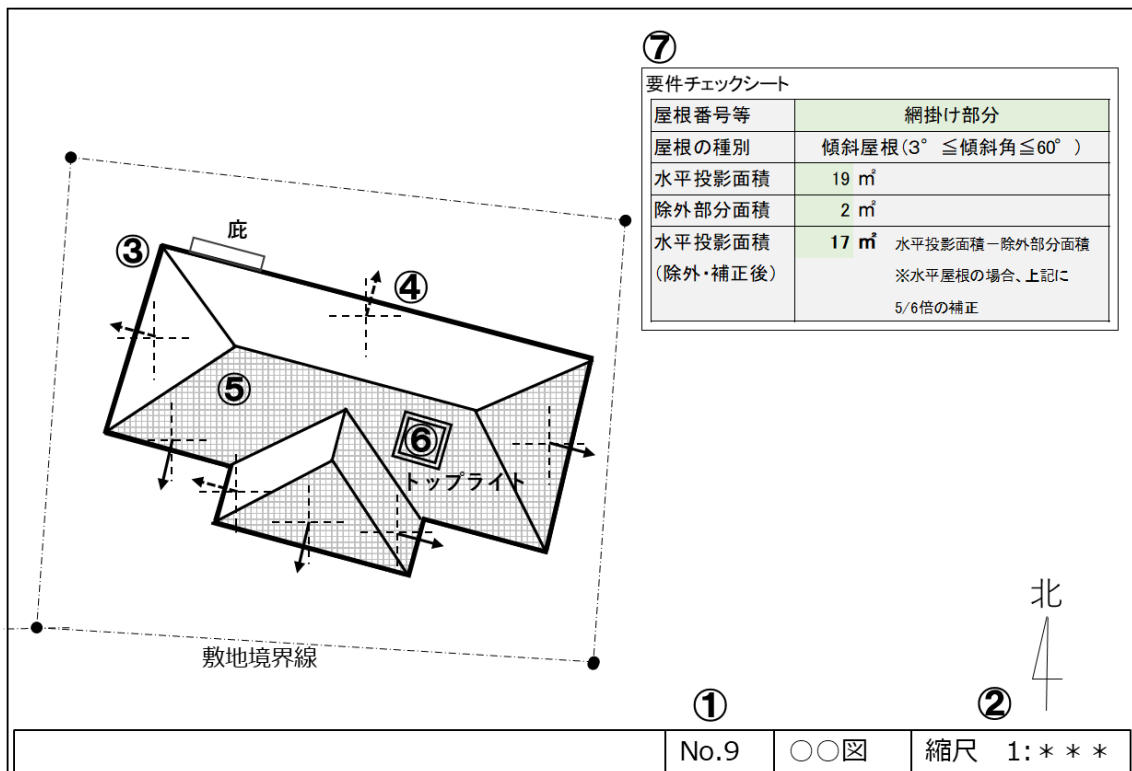 ⑦
要件チェックシート
屋根番号等 網掛け部分
屋根の種別 傾斜屋根(3°≦傾斜角≦60°)
水平投影面積 19 ㎡
除外部分面積 2 ㎡
水平投影面積 17 ㎡ 水平投影面積－除外部分面積
(除外・補正後) ※水平屋根の場合、上記に
5/6倍の補正
庇
③
④
⑤
⑥
トップライト
敷地境界線
北
① ②
No.9 ○○図 縮尺 1:＊＊＊